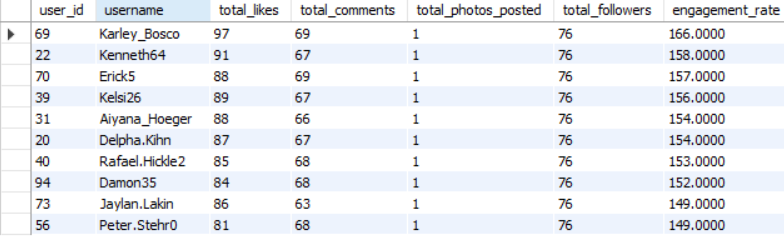 user_id username total_likes total_comments total_photos_posted total_followers engagement_rate
69 Karley_Bosco 97 69 1 76 166.0000
22 Kenneth64 91 67 1 76 158.0000
70 Erick5 88 69 1 76 157.0000
39 Kelsi26 89 67 1 76 156.0000
31 Aiyana_Hoeger 88 66 1 76 154.0000
20 Delpha.Kihn 87 67 1 76 154.0000
40 Rafael.Hickle2 85 68 1 76 153.0000
94 Damon35 84 68 1 76 152.0000
73 Jaylan.Lakin 86 63 1 76 149.0000
56 Peter.Stehr0 81 68 1 76 149.0000